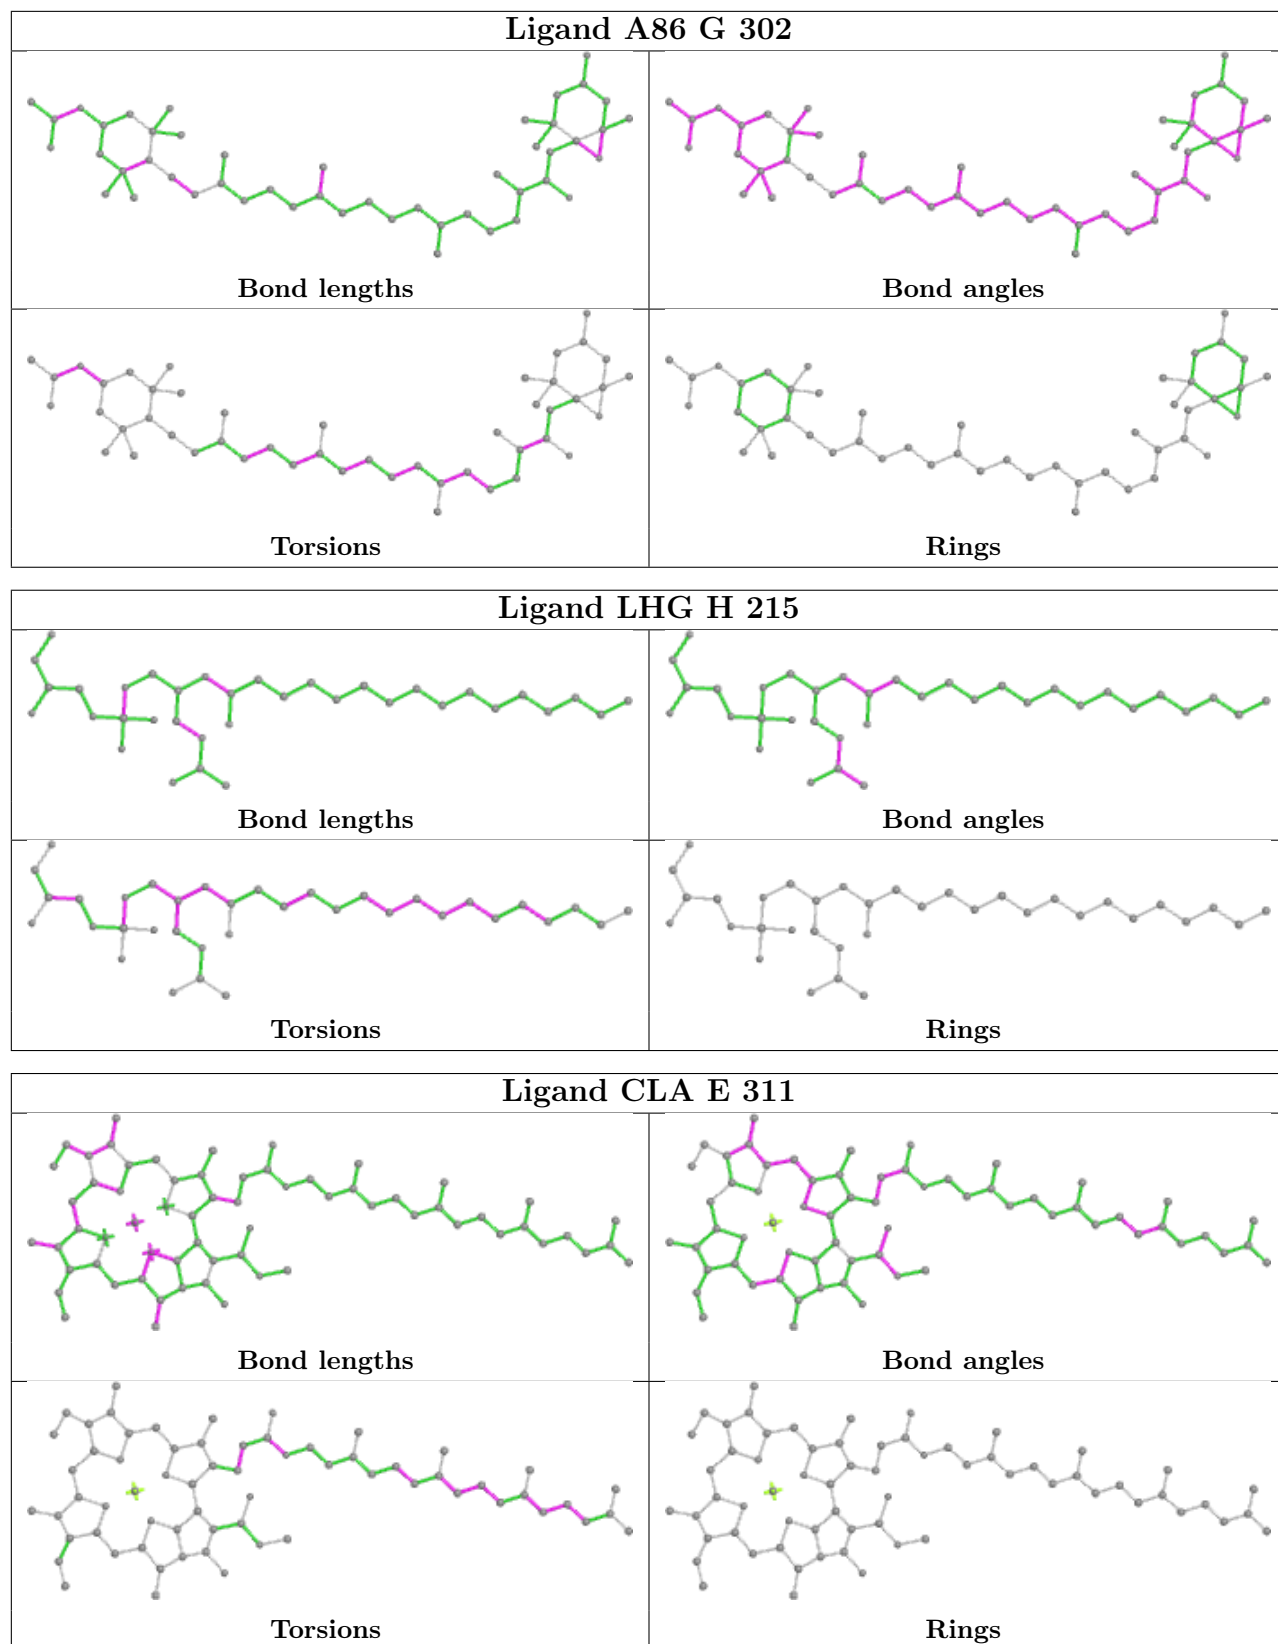 Ligand A86 G 302
Bond lengths
Bond angles
Torsions
Rings
Ligand LHG H 215
Bond lengths
Bond angles
Torsions
Rings
Ligand CLA E 311
Bond lengths
Bond angles
Torsions
Rings